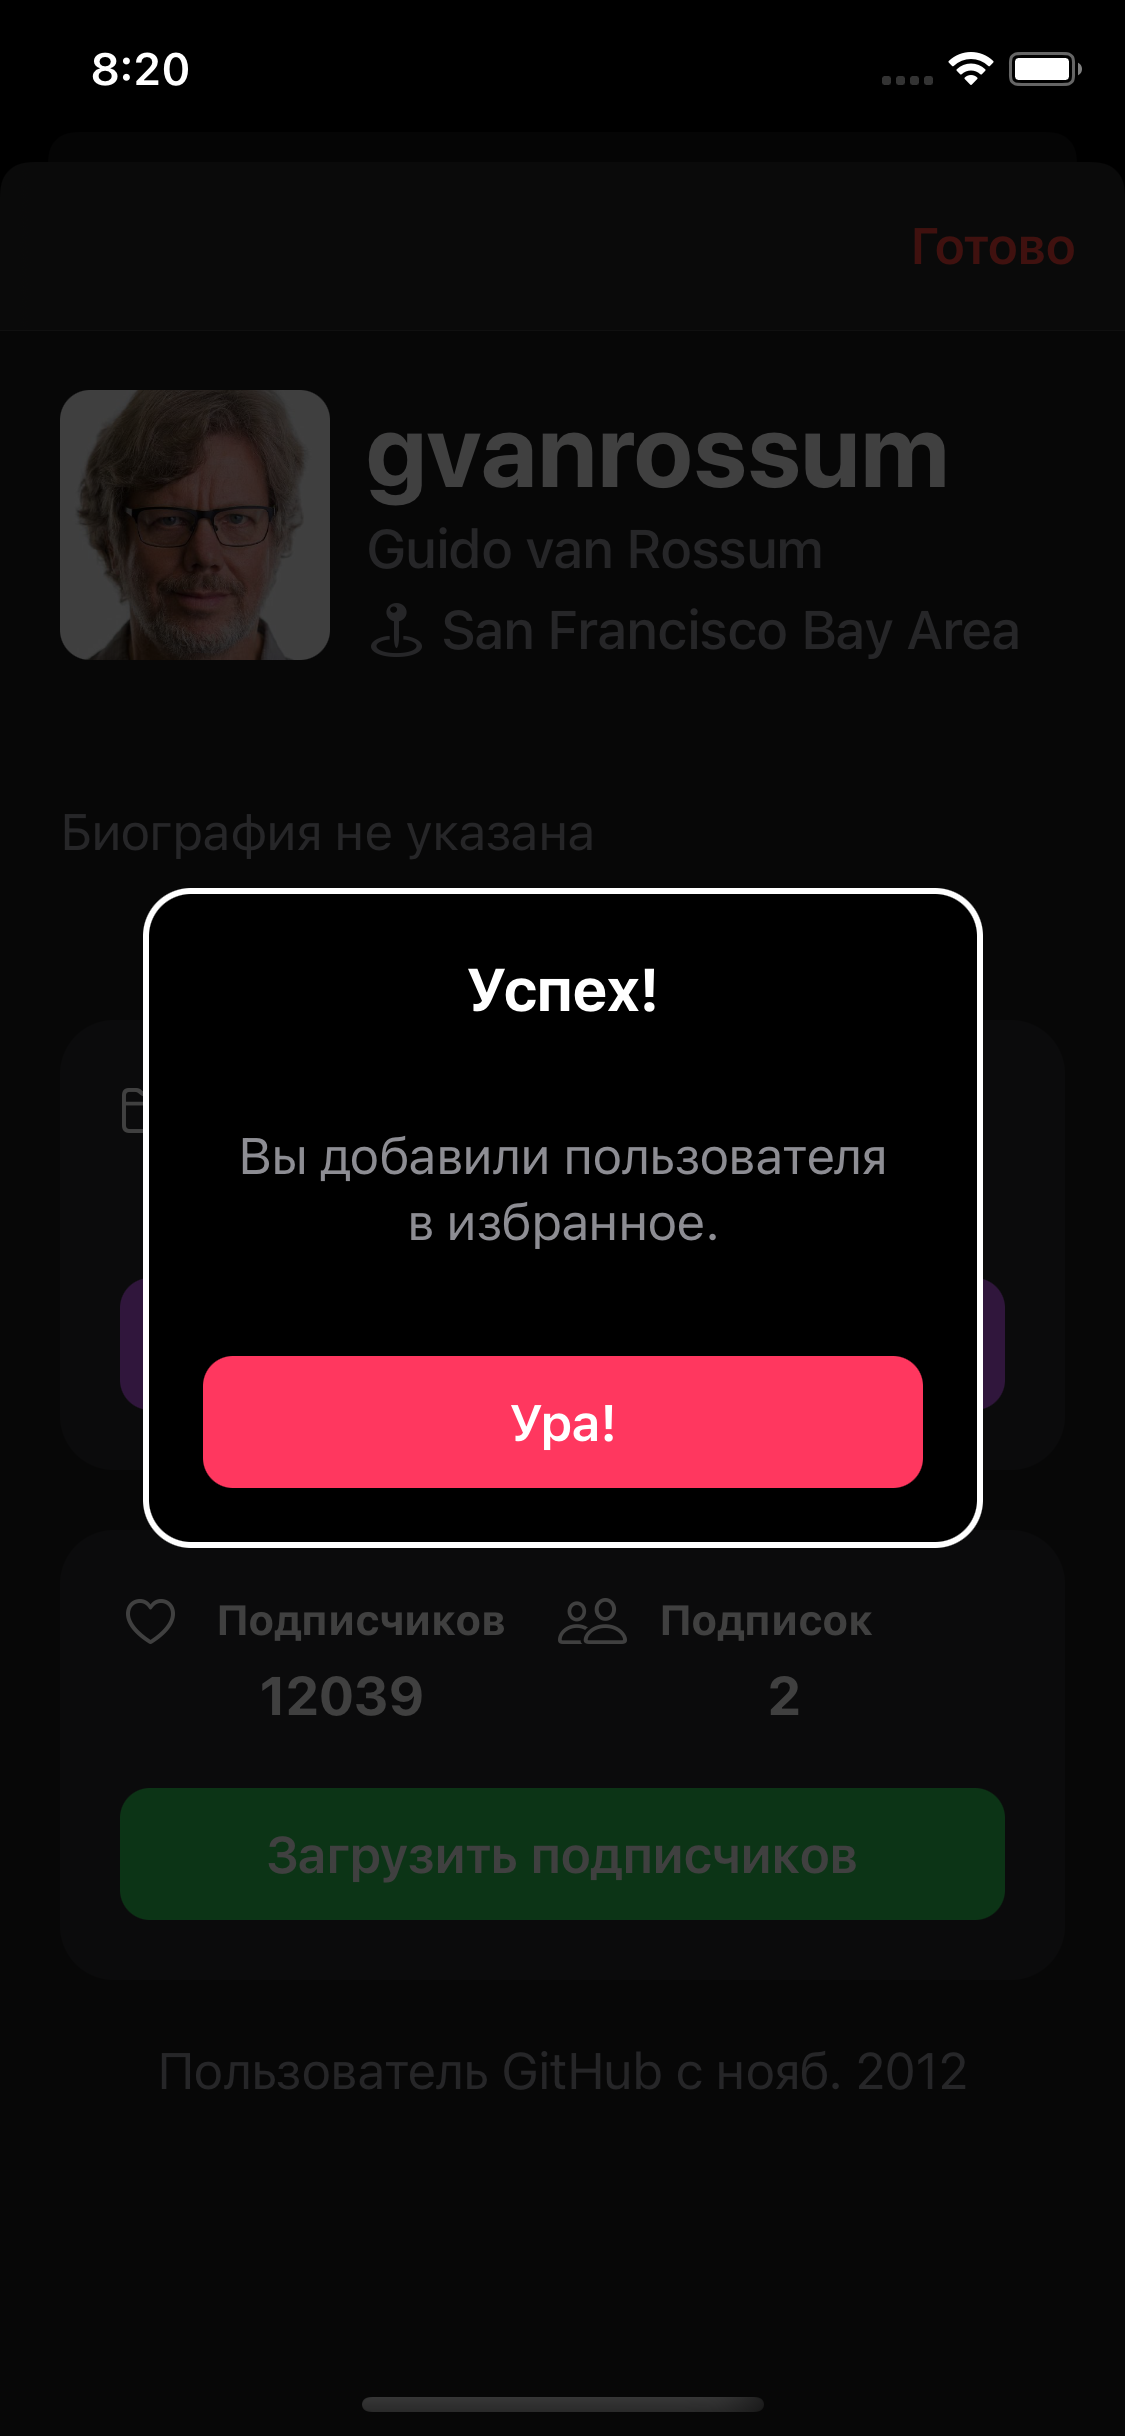 8:20
Готово
gvanrossum
Guido van Rossum
San Francisco Bay Area
Биография не указана
Успех!
Вы добавили пользователя
в избранное.
Ура!
Подписчиков
Подписок
12039
2
Загрузить подписчиков
Пользователь GitHub с нояб. 2012